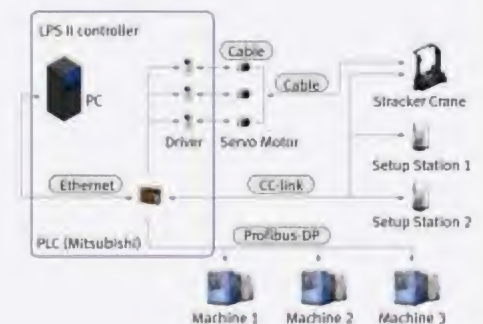 LPS II controller
PC
Cable
Cable
Driver
Servo Motor
Stracker Crane
Setup Station 1
Ethernet
CC-link
Setup Station 2
PLC (Mitsubishi)
Profibus-DP
Machine 1
Machine 2
Machine 3